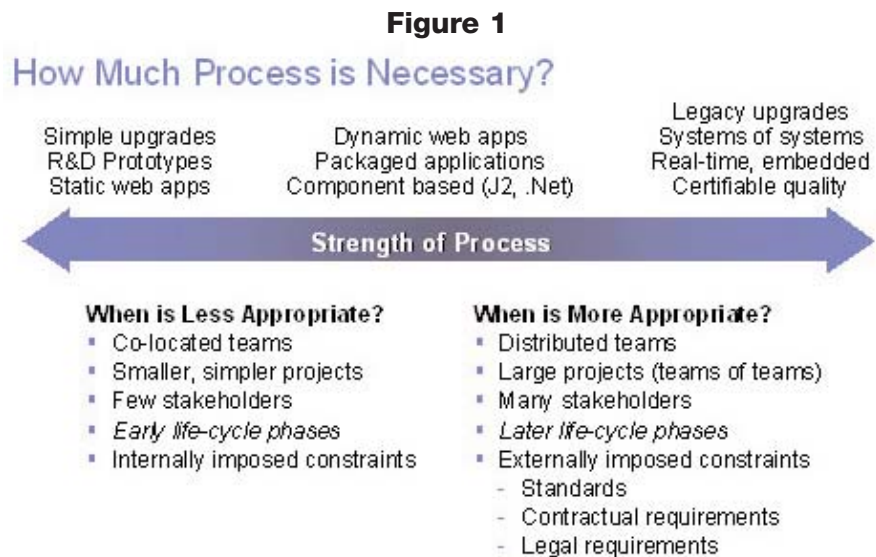 Figure 1
How Much Process is Necessary?
Simple upgrades
R&D Prototypes
Static web apps
Dynamic web apps
Packaged applications
Component based (J2, .Net)
Legacy upgrades
Systems of systems
Real-time, embedded
Certifiable quality
Strength of Process
When is Less Appropriate?
▪ Co-located teams
▪ Smaller, simpler projects
▪ Few stakeholders
▪ Early life-cycle phases
▪ Internally imposed constraints
When is More Appropriate?
▪ Distributed teams
▪ Large projects (teams of teams)
▪ Many stakeholders
▪ Later life-cycle phases
▪ Externally imposed constraints
- Standards
- Contractual requirements
- Legal requirements